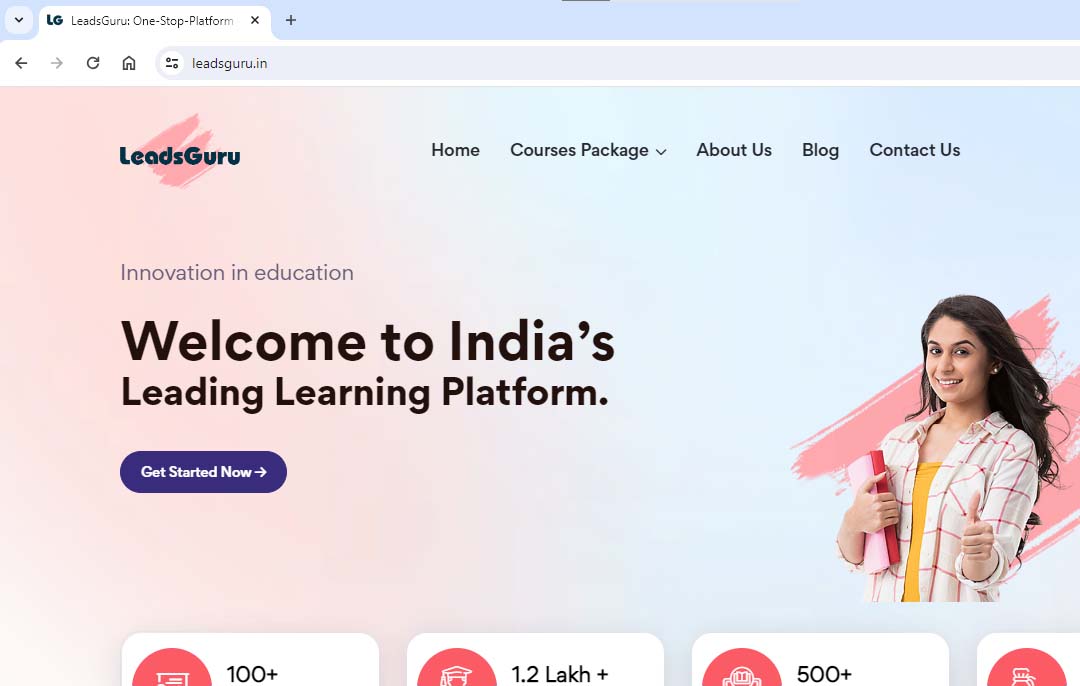 LG LeadsGuru: One-Stop-Platform
leadsguru.in
LeadsGuru
Home Courses Package About Us Blog Contact Us
Innovation in education
Welcome to India’s
Leading Learning Platform.
Get Started Now →
100+ 1.2 Lakh + 500+